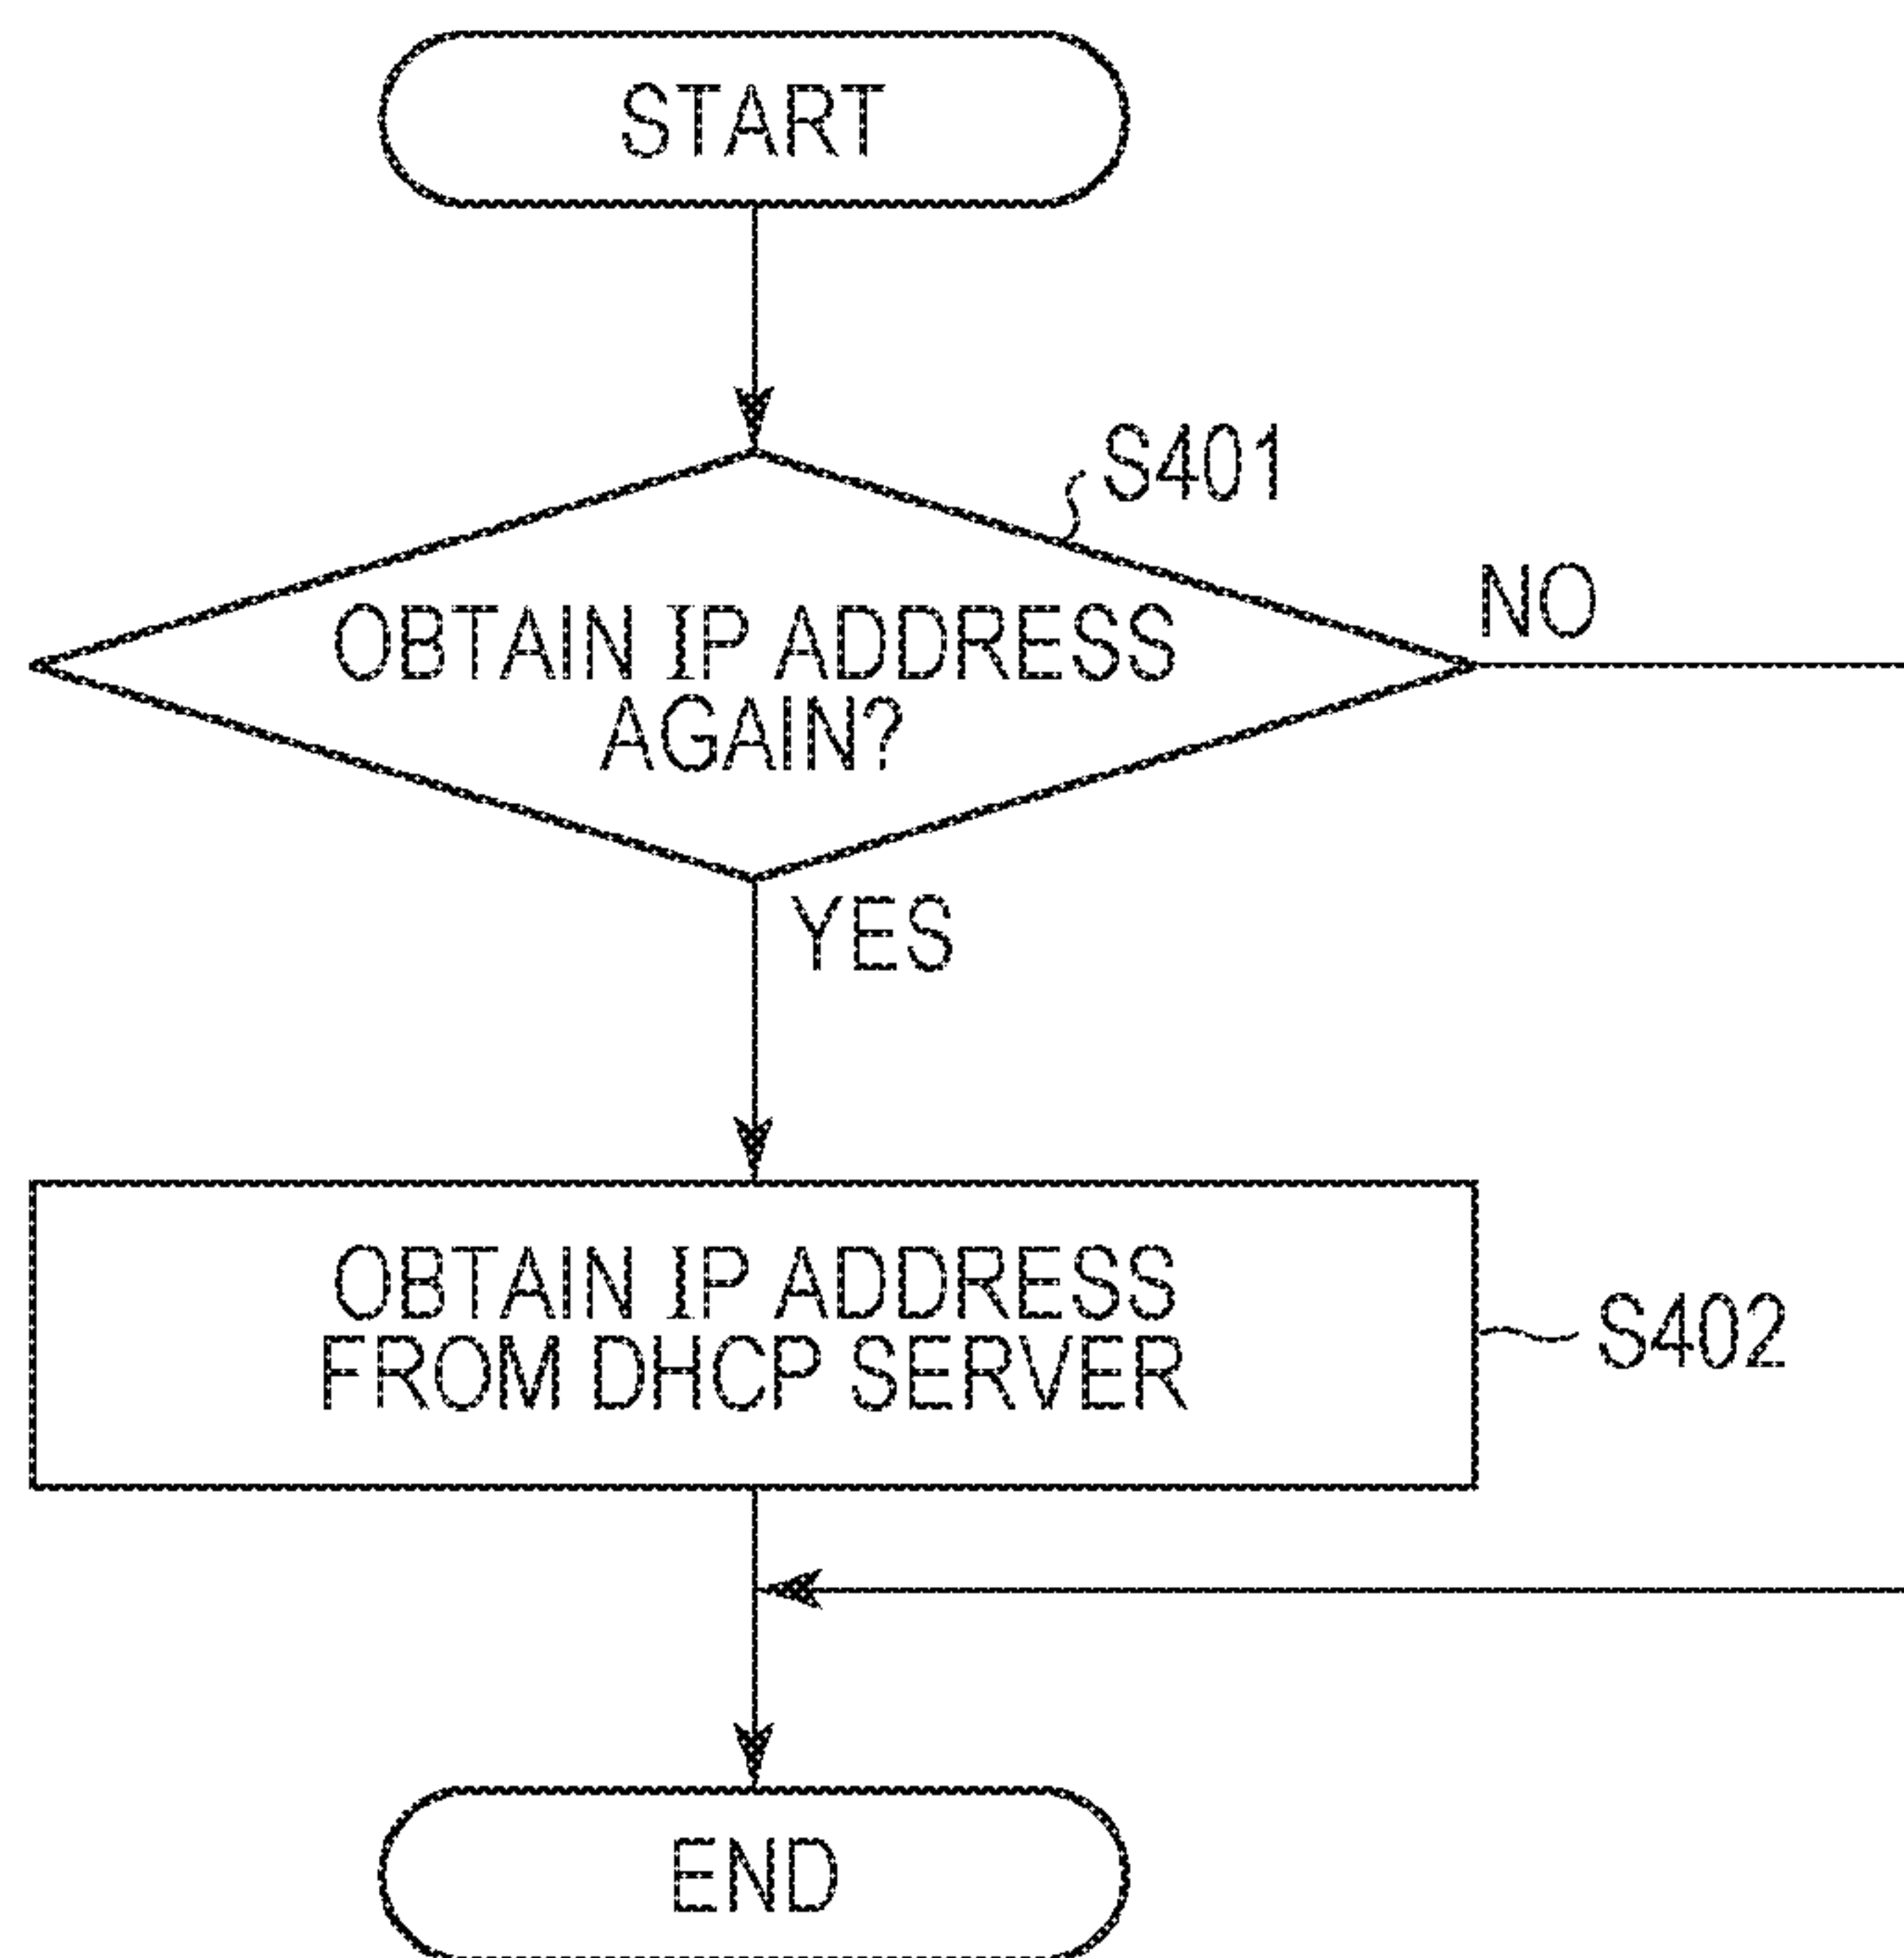 START
S401
OBTAIN IP ADDRESS
AGAIN?
NO
YES
OBTAIN IP ADDRESS
FROM DHCP SERVER
S402
END